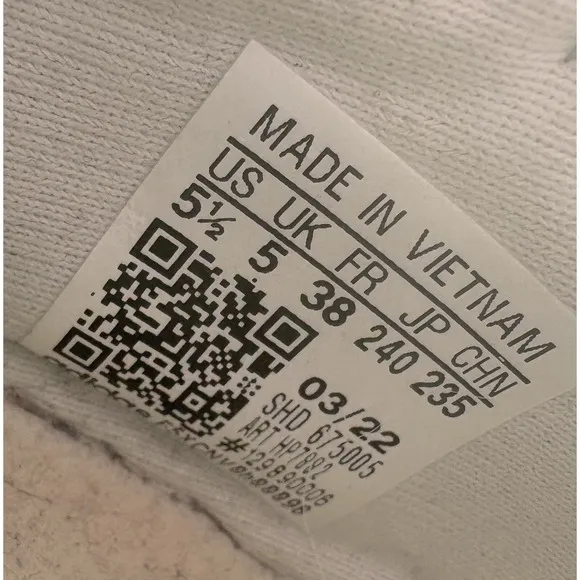 MADE IN VIETNAM
US UK FR JP CHN
5½ 5 38 240 235
03/22
SHD 675005
ART HP7892
#129890006